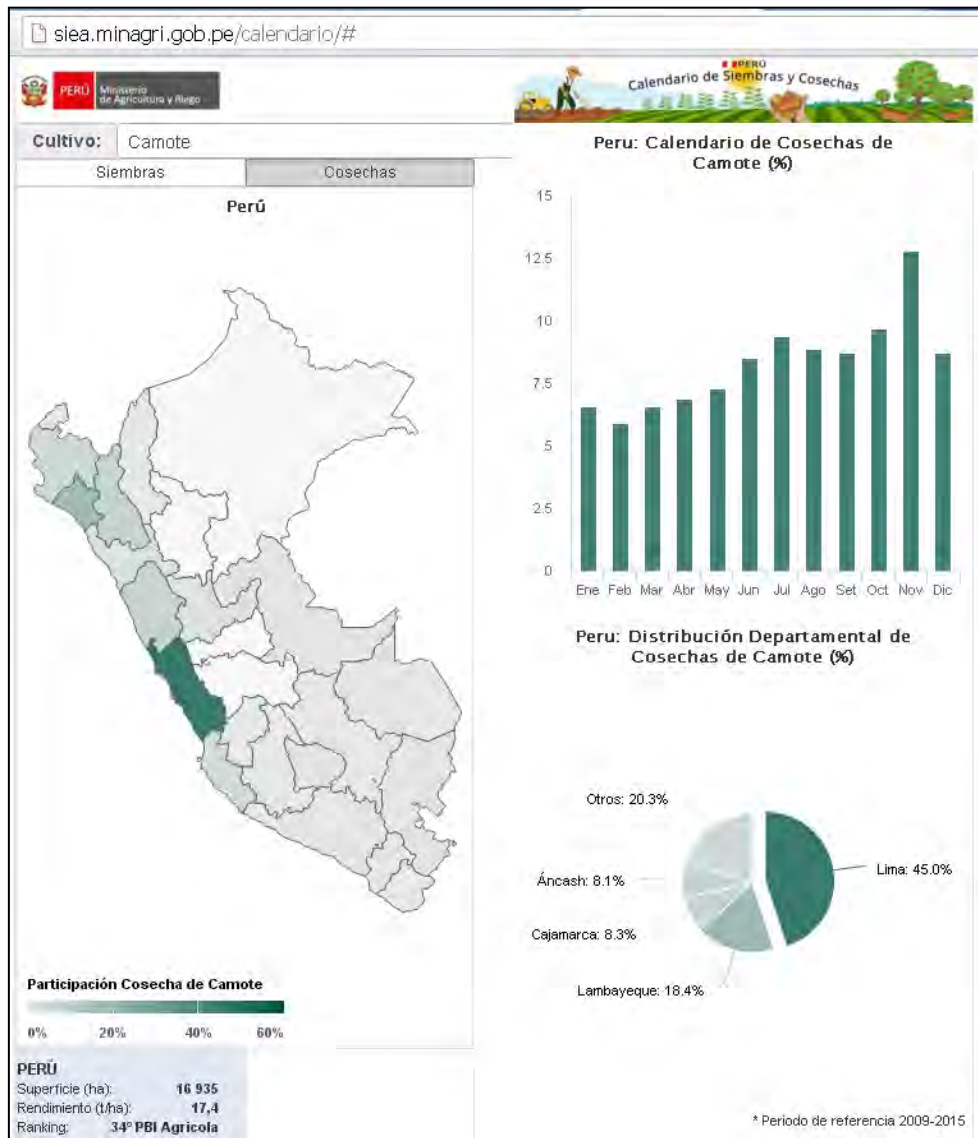 siea.minagri.gob.pe/calendario/#
PERÚ Ministerio
de Agricultura y Riego
PERÚ
Calendario de Siembras y Cosechas
Cultivo: Camote
Siembras Cosechas
Perú
Participación Cosecha de Camote
0% 20% 40% 60%
PERÚ
Superficie (ha): 16 935
Rendimiento (t/ha): 17,4
Ranking: 34º PBI Agricola
Peru: Calendario de Cosechas de
Camote (%)
15
12.5
10
7.5
5
2.5
0
Ene Feb Mar Abr May Jun Jul Ago Set Oct Nov Dic
Peru: Distribución Departamental de
Cosechas de Camote (%)
Otros: 20.3%
Lima: 45.0%
Áncash: 8.1%
Cajamarca: 8.3%
Lambayeque: 18.4%
* Periodo de referencia 2009-2015